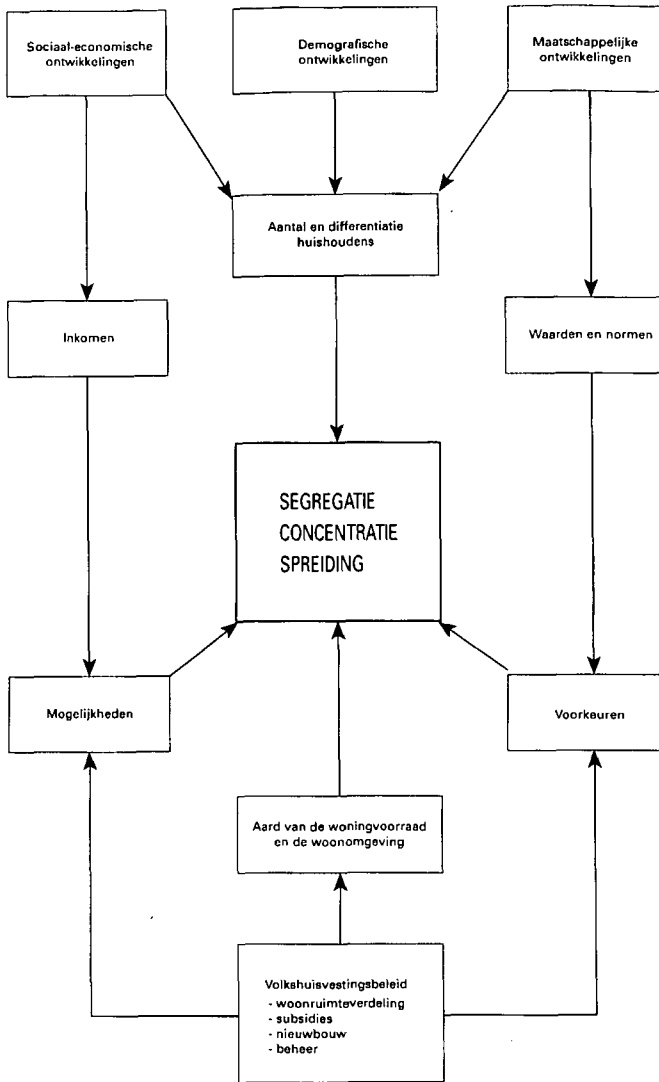 Sociaal-economische
ontwikkelingen
Demografische
ontwikkelingen
Maatschappelijke
ontwikkelingen
Aantal en differentiatie
huishoudens
Inkomen
Waarden en normen
SEGREGATIE
CONCENTRATIE
SPREIDING
Mogelijkheden
Voorkeuren
Aard van de woningvoorraad
en de woonomgeving
Volkshuisvestingsbeleid
- woonruimteverdeling
- subsidies
- nieuwbouw
- beheer